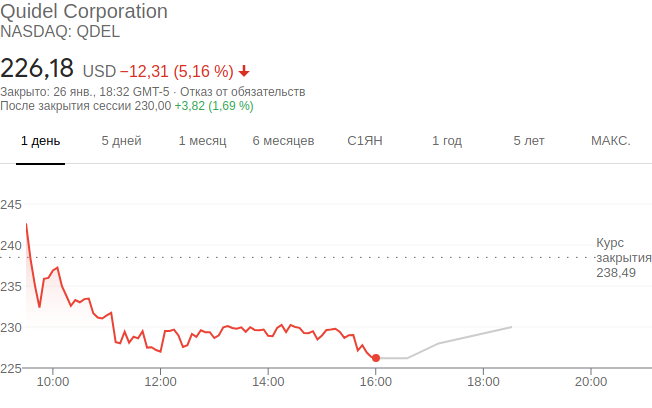 Quidel Corporation
NASDAQ: QDEL
226,18 USD −12,31 (5,16 %)
Закрыто: 26 янв., 18:32 GMT-5 · Отказ от обязательств
После закрытия сессии 230,00 +3,82 (1,69 %)
1 день 5 дней 1 месяц 6 месяцев С1ЯН 1 год 5 лет МАКС.
245
240
235
230
225
Курс
закрытия
238,49
10:00 12:00 14:00 16:00 18:00 20:00